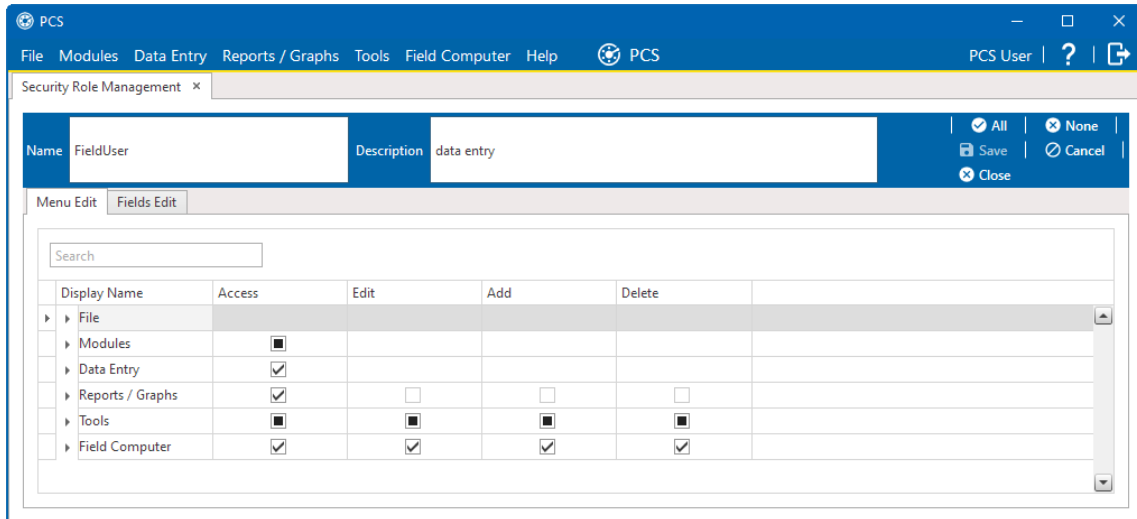 PCS
File Modules Data Entry Reports / Graphs Tools Field Computer Help PCS PCS User ?
Security Role Management ×
Name FieldUser Description data entry All None
Save Cancel
Close
Menu Edit Fields Edit
Search
Display Name Access Edit Add Delete
File
Modules
Data Entry
Reports / Graphs
Tools
Field Computer